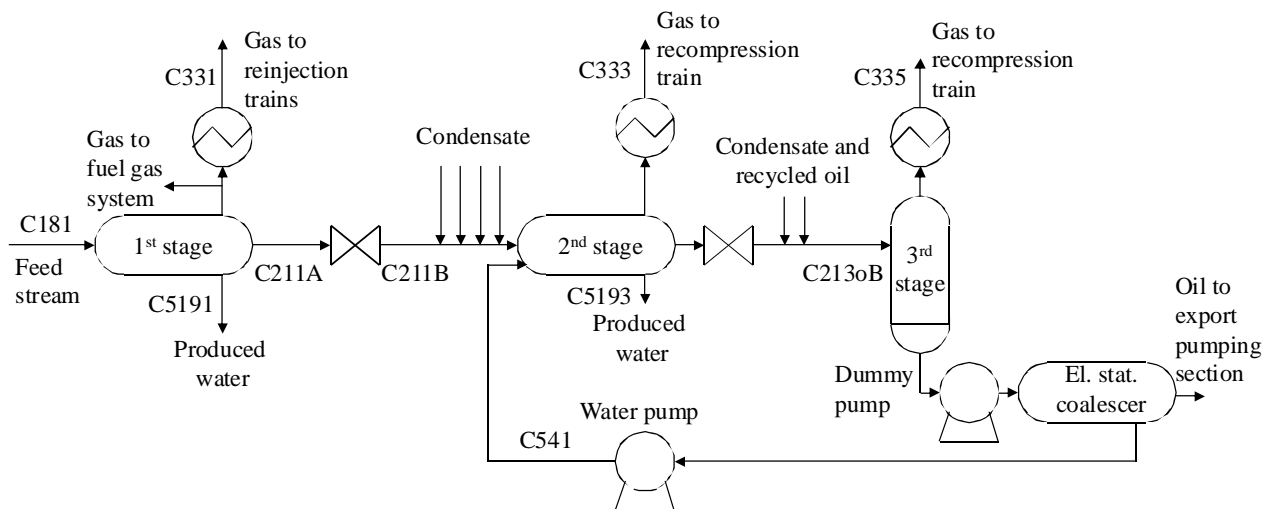 Gas to
reinjection
trains
C331
Gas to
fuel gas
system
C181
Feed
stream
1st stage
C5191
Produced
water
C211A
C211B
Condensate
Gas to
recompression
train
C333
2nd stage
C5193
Produced
water
Condensate and
recycled oil
C213oB
Gas to
recompression
train
C335
3rd
stage
Dummy
pump
El. stat.
coalescer
Oil to
export
pumping
section
Water pump
C541